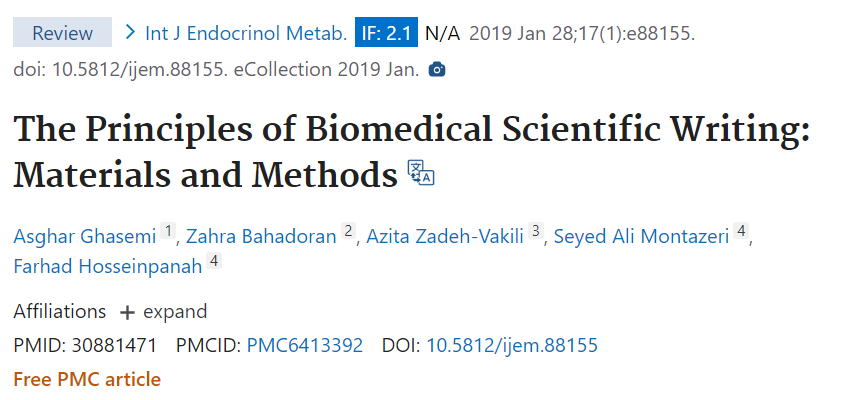 Review > Int J Endocrinol Metab. IF: 2.1 N/A 2019 Jan 28;17(1):e88155.
doi: 10.5812/ijem.88155. eCollection 2019 Jan.
The Principles of Biomedical Scientific Writing:
Materials and Methods
Asghar Ghasemi 1, Zahra Bahadoran 2, Azita Zadeh-Vakili 3, Seyed Ali Montazeri 4,
Farhad Hosseinpanah 4
Affiliations + expand
PMID: 30881471 PMCID: PMC6413392 DOI: 10.5812/ijem.88155
Free PMC article